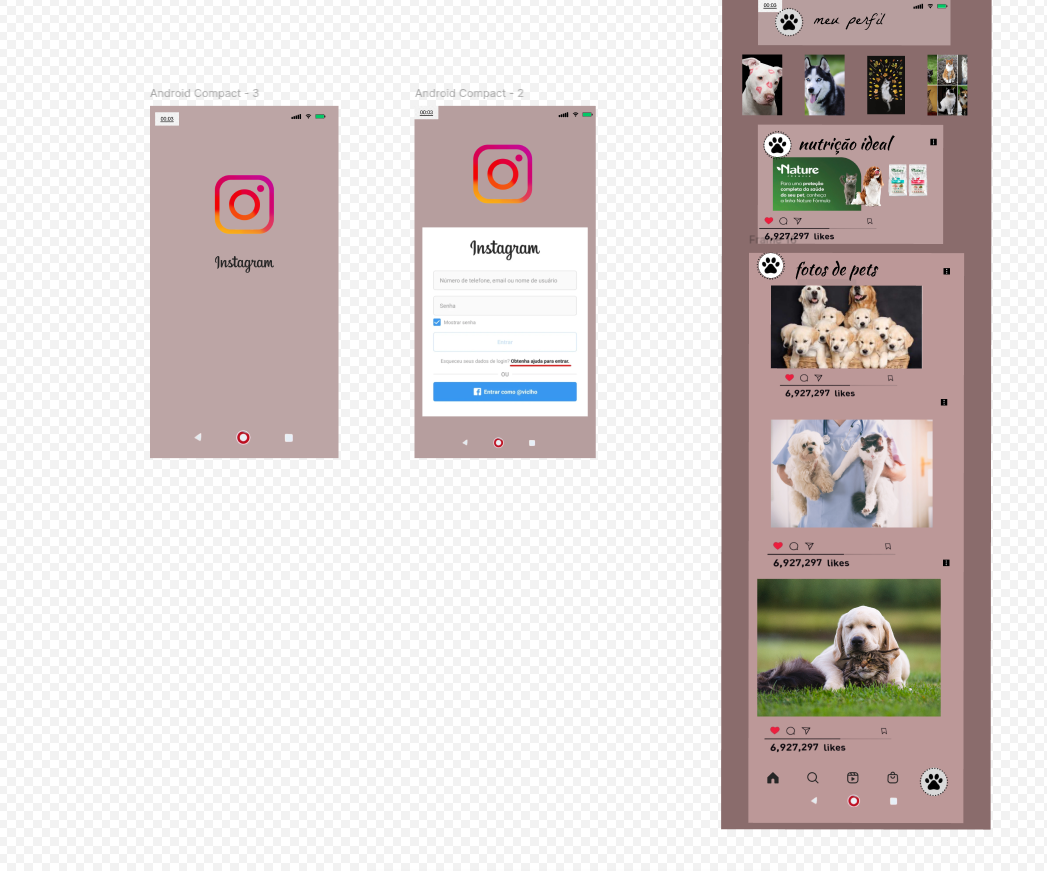 Android Compact - 3
00:03
Instagram
Android Compact - 2
00:03
Instagram
Número de telefone, email ou nome de usuário
Senha
Mostrar senha
Entrar
Esqueceu seus dados de login? Obtenha ajuda para entrar.
OU
Entrar como @viclho
00:03
meu perfil
nutrição ideal
Nature
Para uma proteção
completa da saúde
do seu pet, conheça
a linha Nature Fórmula
6,927,297 likes
fotos de pets
6,927,297 likes
6,927,297 likes
6,927,297 likes